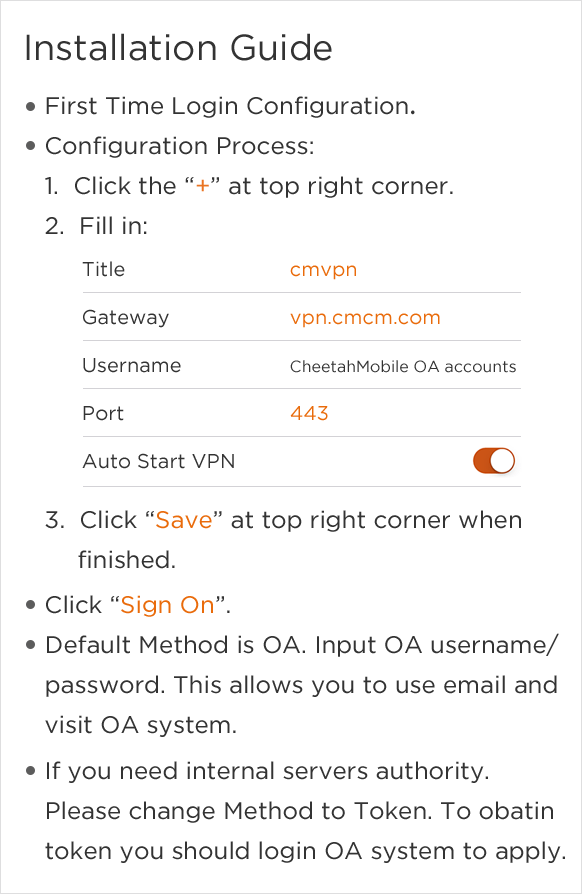 Installation Guide
• First Time Login Configuration.
• Configuration Process:
1. Click the “+” at top right corner.
2. Fill in:
Title cmvpn
Gateway vpn.cmcm.com
Username CheetahMobile OA accounts
Port 443
Auto Start VPN
3. Click “Save” at top right corner when
finished.
• Click “Sign On”.
• Default Method is OA. Input OA username/
password. This allows you to use email and
visit OA system.
• If you need internal servers authority.
Please change Method to Token. To obatin
token you should login OA system to apply.